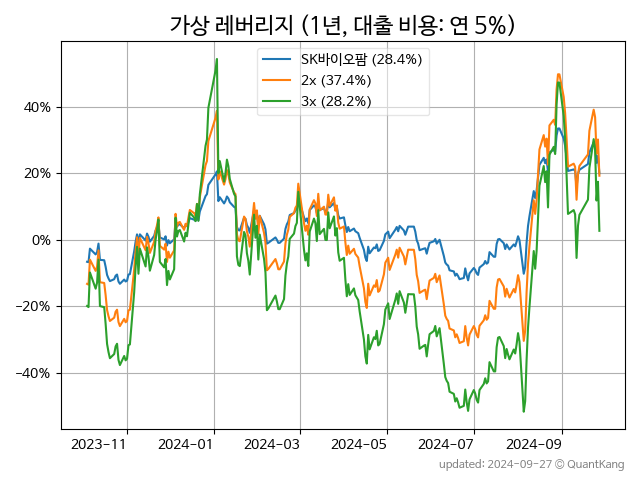 가상 레버리지 (1년, 대출 비용: 연 5%)
SK바이오팜 (28.4%)
2x (37.4%)
3x (28.2%)
40%
20%
0%
−20%
−40%
2023-11 2024-01 2024-03 2024-05 2024-07 2024-09
updated: 2024-09-27 © QuantKang